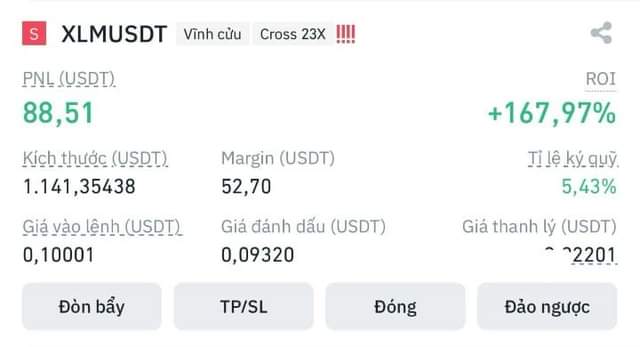 S XLMUSDT Vĩnh cửu Cross 23X !!!!
PNL (USDT) ROI
88,51 +167,97%
Kích thước (USDT) Margin (USDT) Tỉ lệ ký quỹ
1.141,35438 52,70 5,43%
Giá vào lệnh (USDT) Giá đánh dấu (USDT) Giá thanh lý (USDT)
0,10001 0,09320
Đòn bẩy TP/SL Đóng Đảo ngược